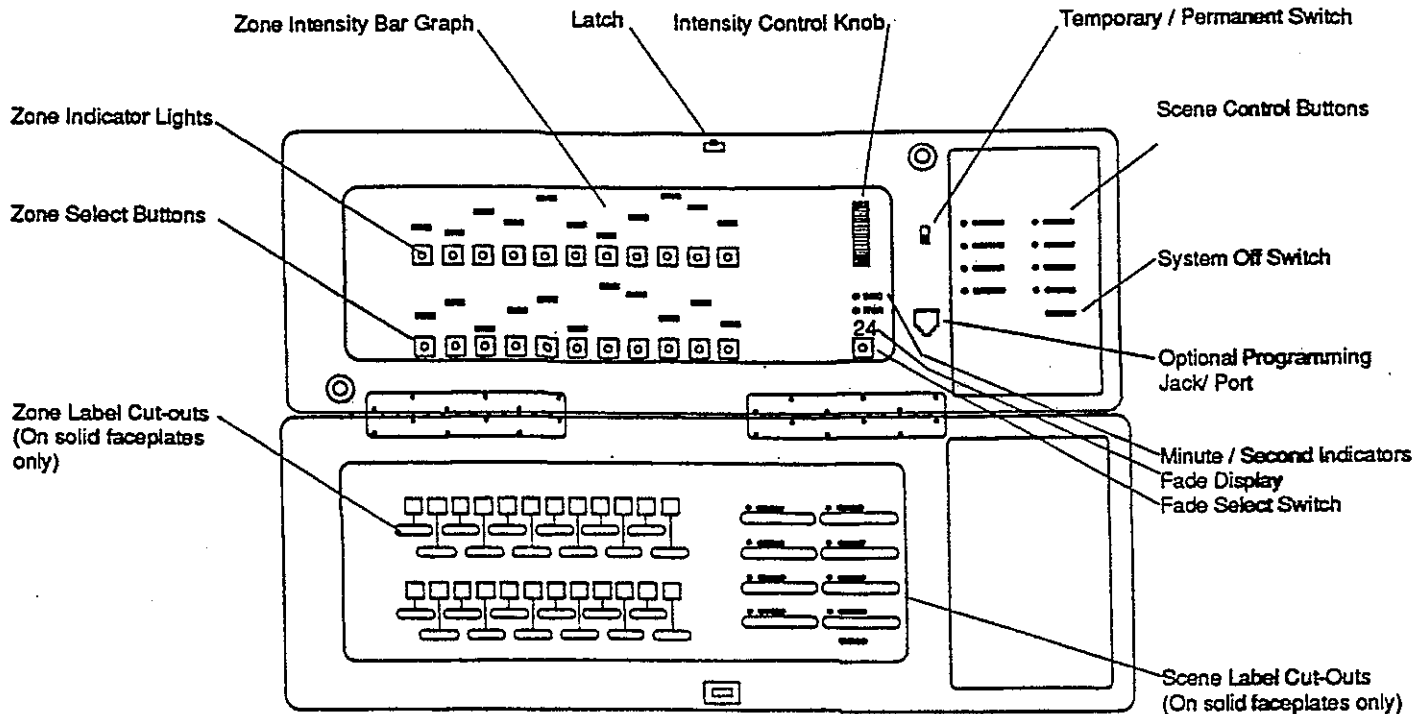 Zone Intensity Bar Graph
Latch
Intensity Control Knob
Temporary / Permanent Switch
Zone Indicator Lights
Scene Control Buttons
Zone Select Buttons
System Off Switch
24
Optional Programming
Jack/ Port
Zone Label Cut-outs
(On solid faceplates
only)
Minute / Second Indicators
Fade Display
Fade Select Switch
Scene Label Cut-Outs
(On solid faceplates only)